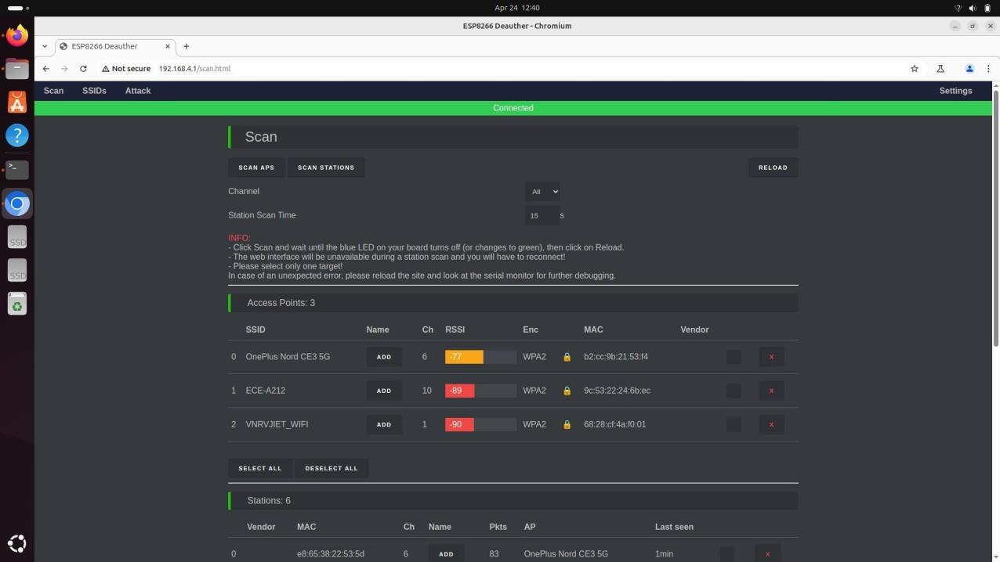 Apr 24 12:40
ESP8266 Deauther - Chromium
ESP8266 Deauther
Not secure 192.168.4.1/scan.html
Scan SSIDs Attack Settings
Connected
Scan
SCAN APS SCAN STATIONS RELOAD
Channel All
Station Scan Time 15 s
INFO:
- Click Scan and wait until the blue LED on your board turns off (or changes to green), then click on Reload.
- The web interface will be unavailable during a station scan and you will have to reconnect!
- Please select only one target!
In case of an unexpected error, please reload the site and look at the serial monitor for further debugging.
Access Points: 3
SSID Name Ch RSSI Enc MAC Vendor
0 OnePlus Nord CE3 5G ADD 6 -77 WPA2 b2:cc:9b:21:53:f4 X
1 ECE-A212 ADD 10 -89 WPA2 9c:53:22:24:6b:ec X
2 VNRVJIET_WIFI ADD 1 -90 WPA2 68:28:cf:4a:f0:01 X
SELECT ALL DESELECT ALL
Stations: 6
Vendor MAC Ch Name Pkts AP Last seen
0 e8:65:38:22:53:5d 6 ADD 83 OnePlus Nord CE3 5G 1min X
SSD
SSD